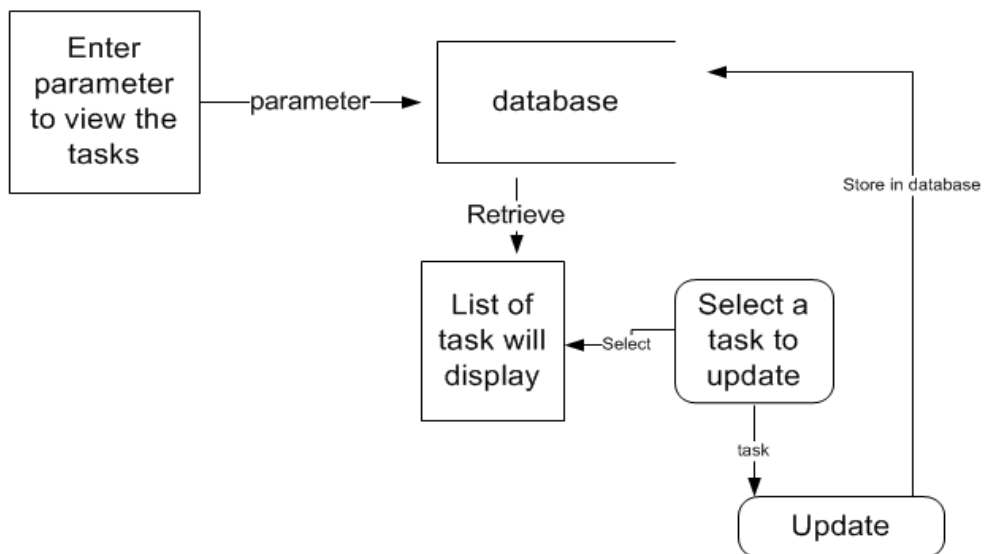 Enter
parameter
to view the
tasks
parameter
database
Store in database
Retrieve
List of
task will
display
Select
Select a
task to
update
task
Update